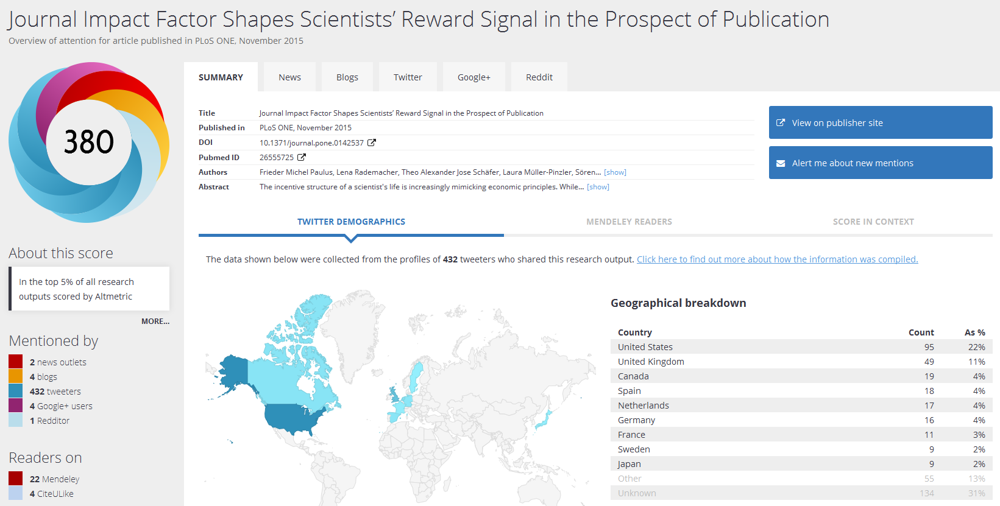 Journal Impact Factor Shapes Scientists’ Reward Signal in the Prospect of Publication
Overview of attention for article published in PLoS ONE, November 2015
380
About this score
In the top 5% of all research
outputs scored by Altmetric
MORE...
Mentioned by
2 news outlets
4 blogs
432 tweeters
4 Google+ users
1 Redditor
Readers on
22 Mendeley
4 CiteULike
SUMMARY News Blogs Twitter Google+ Reddit
Title Journal Impact Factor Shapes Scientists’ Reward Signal in the Prospect of Publication
Published in PLoS ONE, November 2015
DOI 10.1371/journal.pone.0142537
Pubmed ID 26555725
Authors Frieder Michel Paulus, Lena Rademacher, Theo Alexander Jose Schäfer, Laura Müller-Pinzler, Sören... [show]
Abstract The incentive structure of a scientist's life is increasingly mimicking economic principles. While... [show]
View on publisher site
Alert me about new mentions
TWITTER DEMOGRAPHICS MENDELEY READERS SCORE IN CONTEXT
The data shown below were collected from the profiles of 432 tweeters who shared this research output. Click here to find out more about how the information was compiled.
Geographical breakdown
Country Count As %
United States 95 22%
United Kingdom 49 11%
Canada 19 4%
Spain 18 4%
Netherlands 17 4%
Germany 16 4%
France 11 3%
Sweden 9 2%
Japan 9 2%
Other 55 13%
Unknown 134 31%